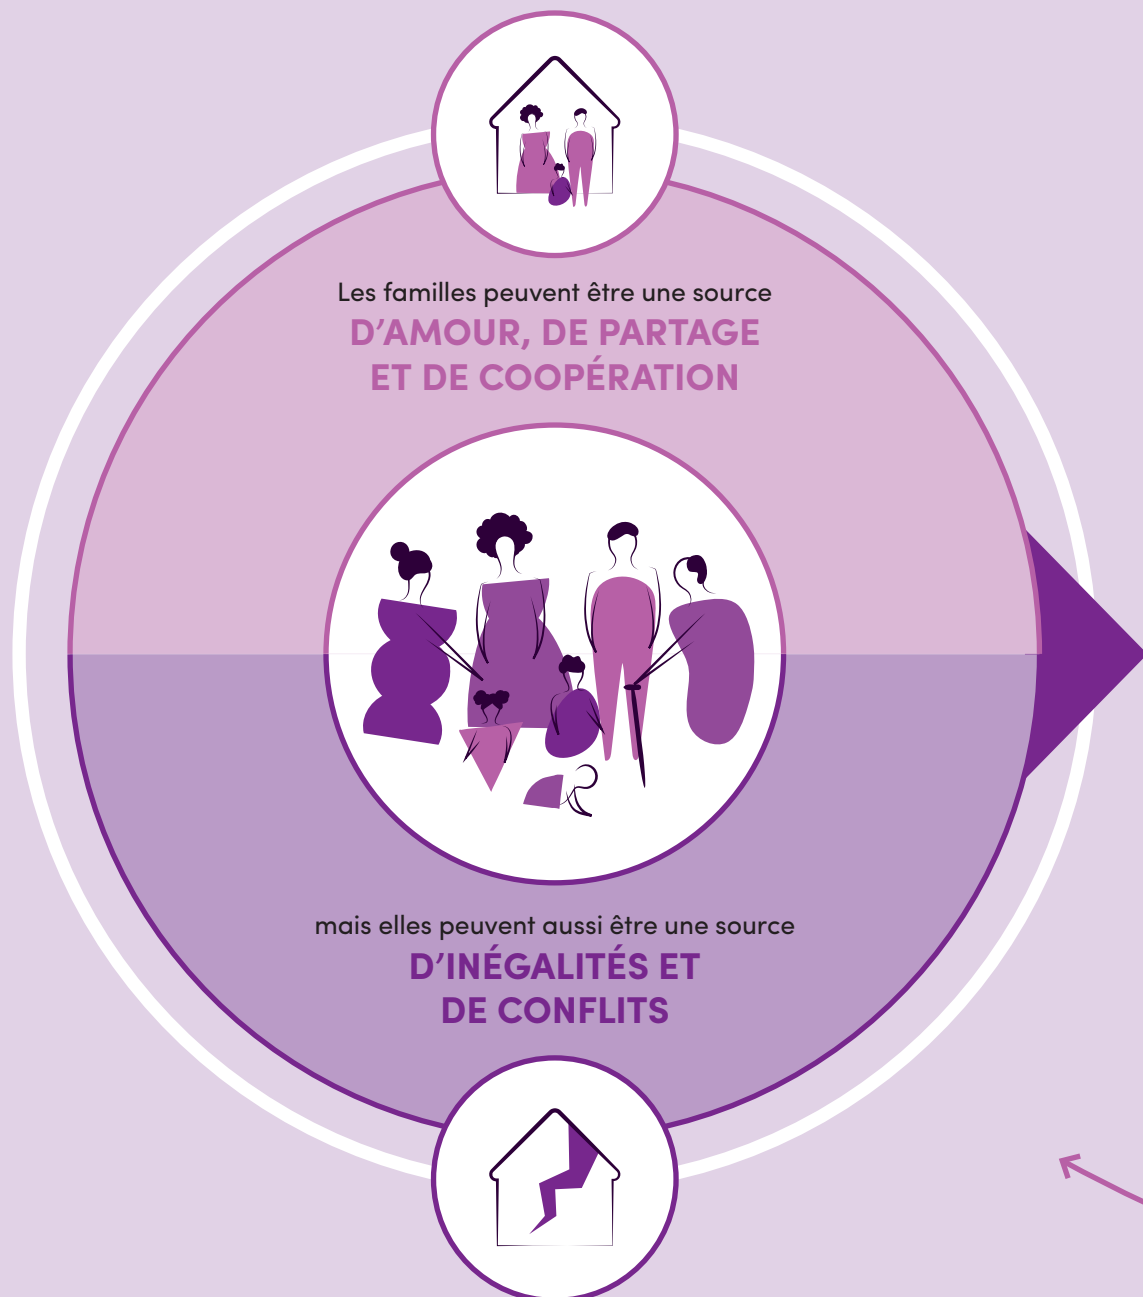 Les familles peuvent être une source
D’AMOUR, DE PARTAGE
ET DE COOPÉRATION
mais elles peuvent aussi être une source
D’INÉGALITÉS ET
DE CONFLITS